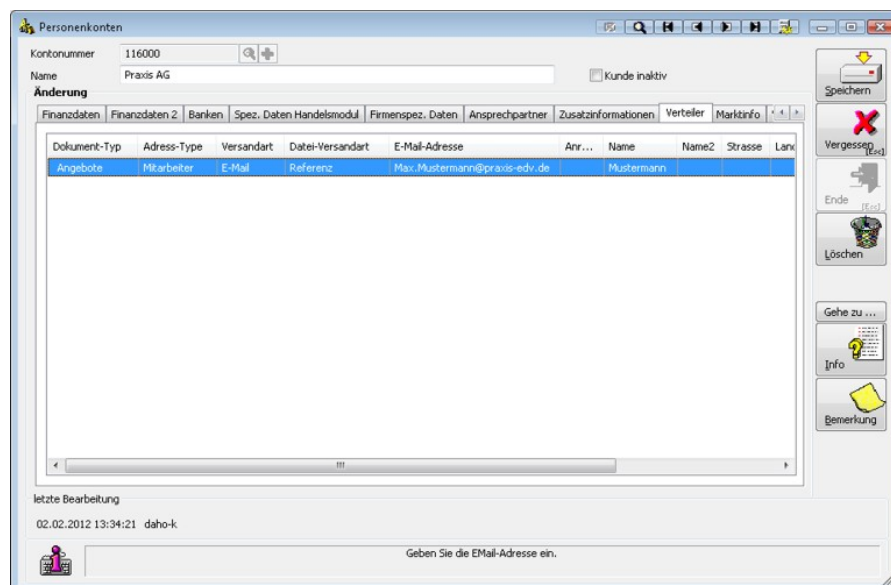 Personenkonten
Kontonummer 116000
Name Praxis AG Kunde inaktiv
Änderung
Finanzdaten Finanzdaten 2 Banken Spez. Daten Handelsmodul Firmenspez. Daten Ansprechpartner Zusatzinformationen Verteiler Marktinfo
Dokument-Typ Adress-Type Versandart Datei-Versandart E-Mail-Adresse Anr... Name Name2 Strasse Land
Angebote Mitarbeiter E-Mail Referenz Max.Mustermann@praxis-edv.de Mustermann
Speichern
Vergessen [Esc]
Ende [Esc]
Löschen
Gehe zu ...
Info
Bemerkung
letzte Bearbeitung
02.02.2012 13:34:21 daho-k
Geben Sie die EMail-Adresse ein.